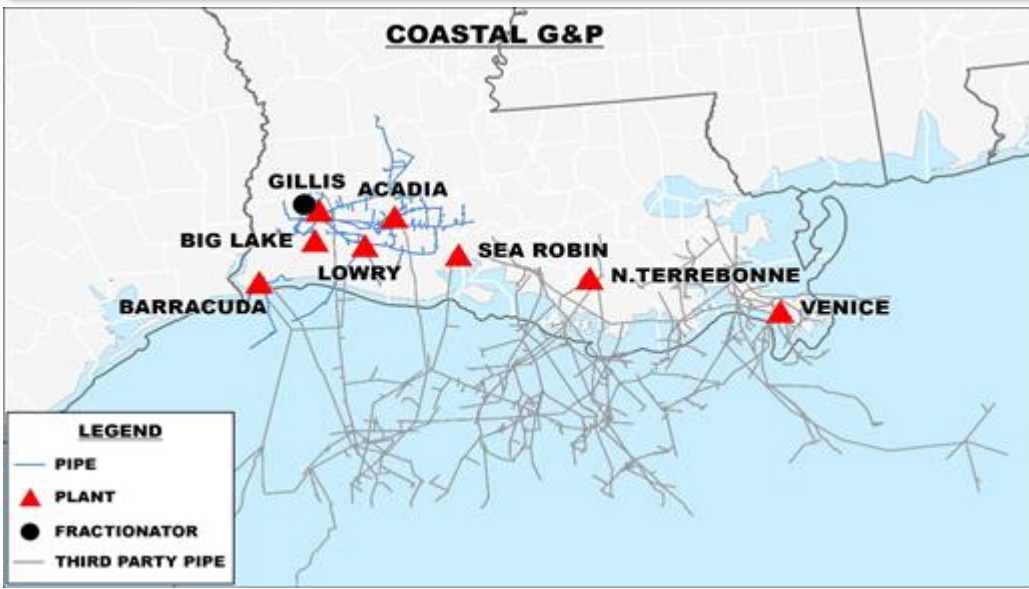 COASTAL G&P
GILLIS
ACADIA
BIG LAKE
SEA ROBIN
LOWRY
N.TERREBONNE
BARRACUDA
VENICE
LEGEND
PIPE
PLANT
FRACTIONATOR
THIRD PARTY PIPE